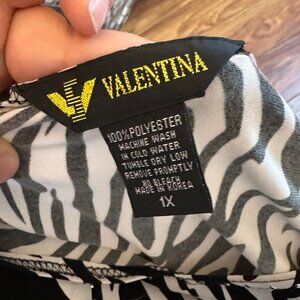 VALENTINA
100% POLYESTER
MACHINE WASH
IN COLD WATER
TUMBLE DRY LOW
REMOVE PROMPTLY
NO BLEACH
MADE IN KOREA
1X